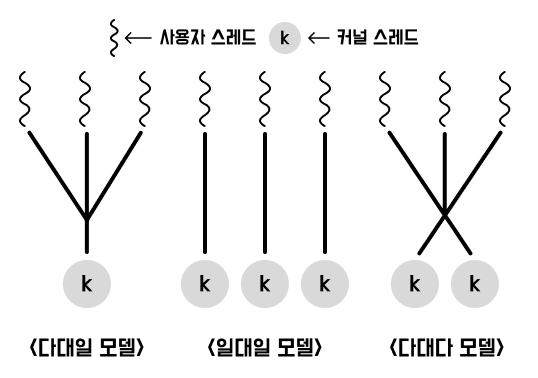 사용자 스레드 k 커널 스레드
k k k k k k
<다대일 모델> <일대일 모델> <다대다 모델>